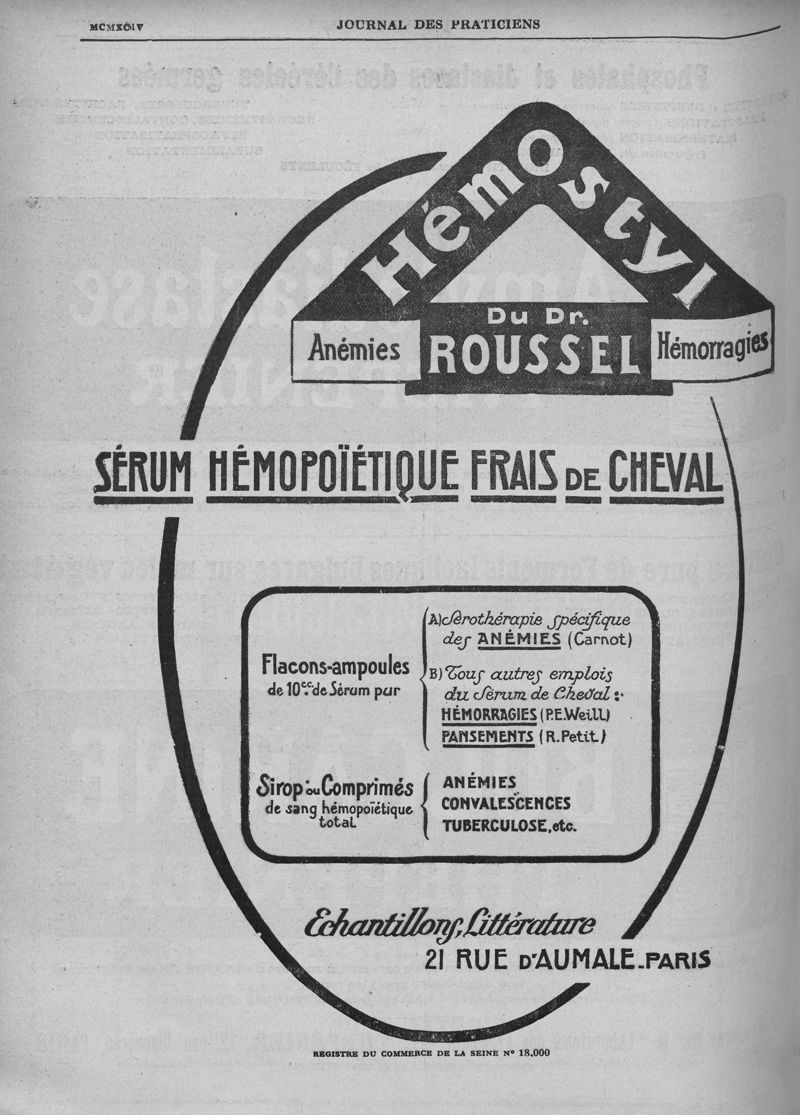 MCMXCIV
JOURNAL DES PRATICIENS
Hémostyl
Du Dr.
ROUSSEL
Anémies
Hémorragies
SÉRUM HÉMOPOÏÉTIQUE FRAIS DE CHEVAL
Flacons-ampoules
de 10cc. de Sérum pur
A) Sérothérapie spécifique
des ANÉMIES (Carnot)
B) Tous autres emplois
du Sérum de Cheval :
HÉMORRAGIES (P.E.Weill)
PANSEMENTS (R.Petit)
Sirop ou Comprimés
de sang hémopoïétique
total
ANÉMIES
CONVALESCENCES
TUBERCULOSE, etc.
Echantillons, Littérature
21 RUE D'AUMALE-PARIS
REGISTRE DU COMMERCE DE LA SEINE N° 18.000